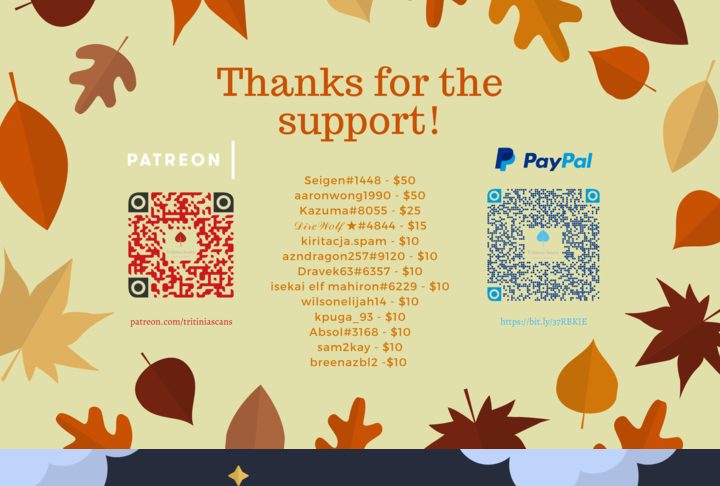 Thanks for the
support!
PATREON
PayPal
Seigen#1448 - $50
aaronwong1990 - $50
Kazuma#8055 - $25
𝒟𝒾𝓇𝑒𝒲𝑜𝓁𝒻 ★#4844 - $15
kiritacja.spam - $10
azndragon257#9120 - $10
Dravek63#6357 - $10
isekai elf mahiron#6229 - $10
wilsonelijah14 - $10
kpuga_93 - $10
Absol#3168 - $10
sam2kay - $10
breenazbl2 -$10
patreon.com/tritiniascans
https://bit.ly/37RBKIE